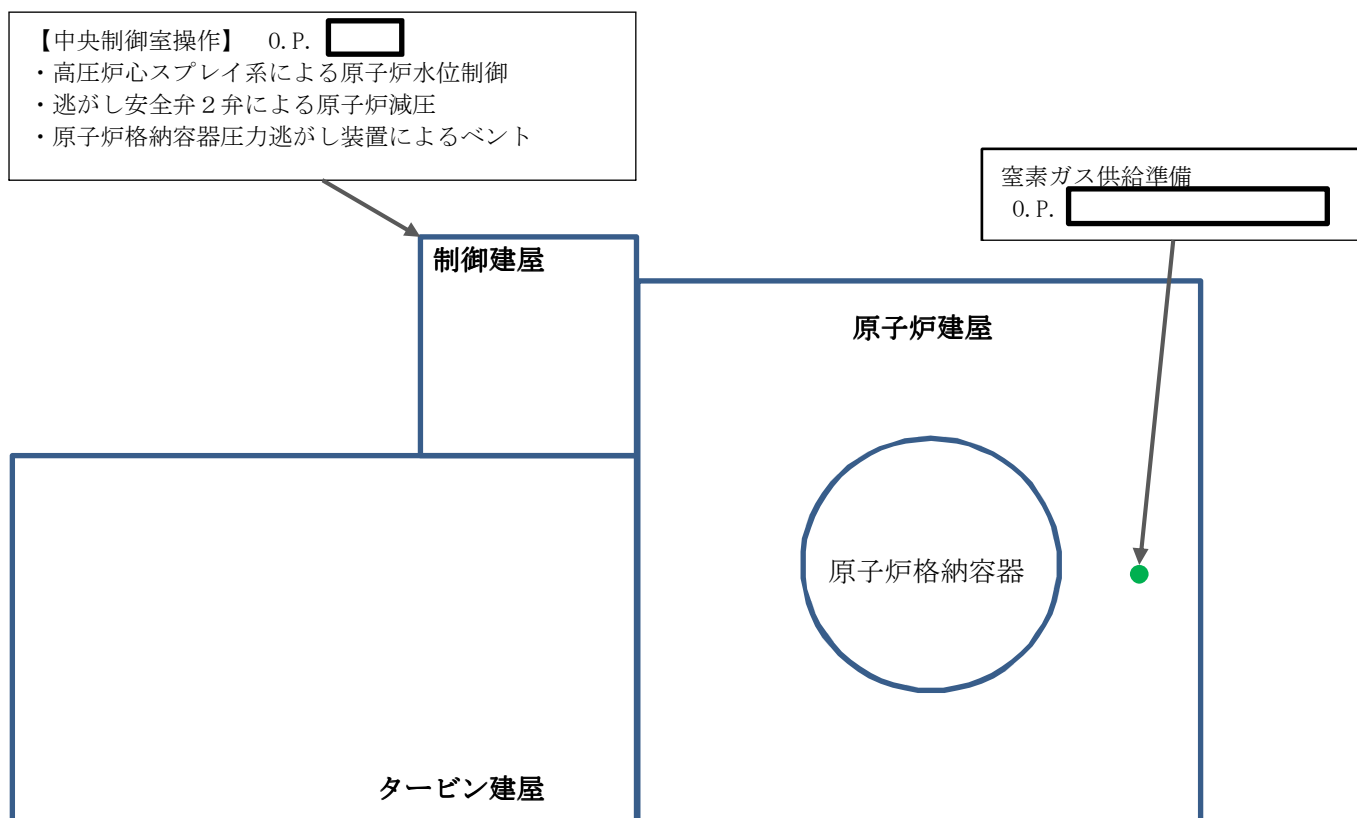 【中央制御室操作】 O.P.
・高圧炉心スプレイ系による原子炉水位制御
・逃がし安全弁２弁による原子炉減圧
・原子炉格納容器圧力逃がし装置によるベント
窒素ガス供給準備
O.P.
制御建屋
原子炉建屋
原子炉格納容器
タービン建屋